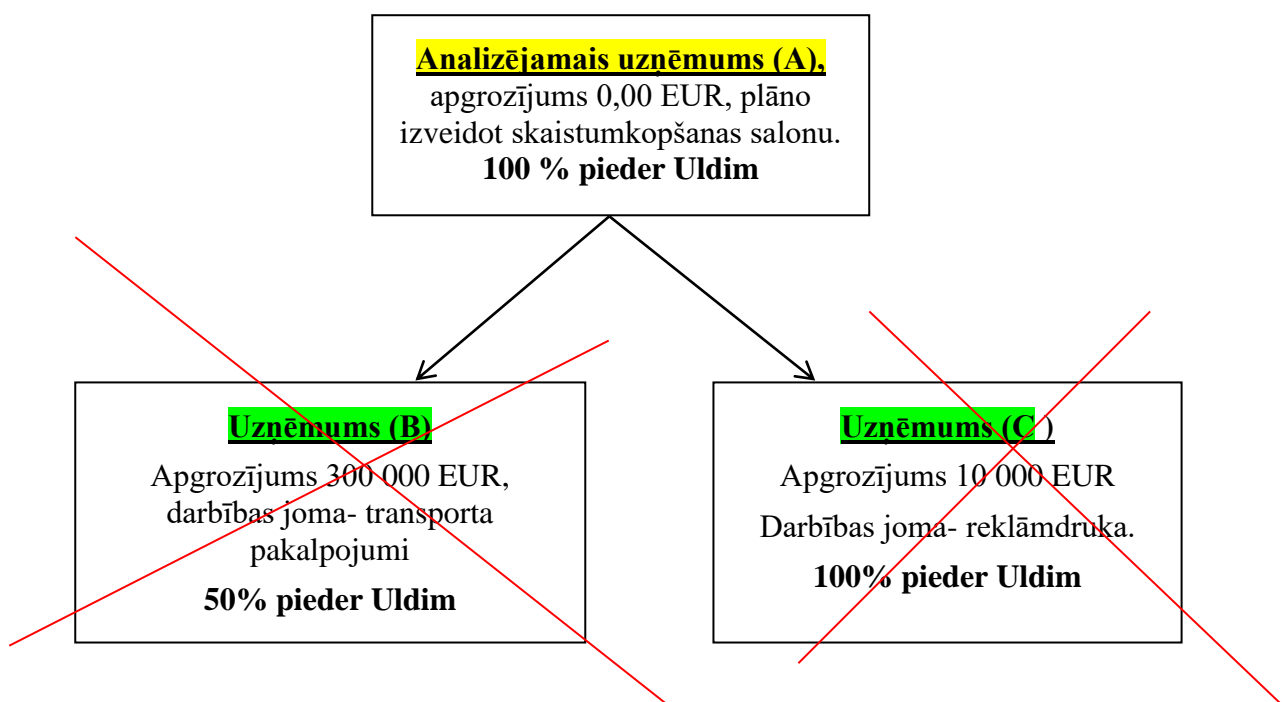 Analizējamais uzņēmums (A),
apgrozījums 0,00 EUR, plāno
izveidot skaistumkopšanas salonu.
100 % pieder Uldim
Uzņēmums (B)
Apgrozījums 300 000 EUR,
darbības joma- transporta
pakalpojumi
50% pieder Uldim
Uzņēmums (C )
Apgrozījums 10 000 EUR
Darbības joma- reklāmdruka.
100% pieder Uldim